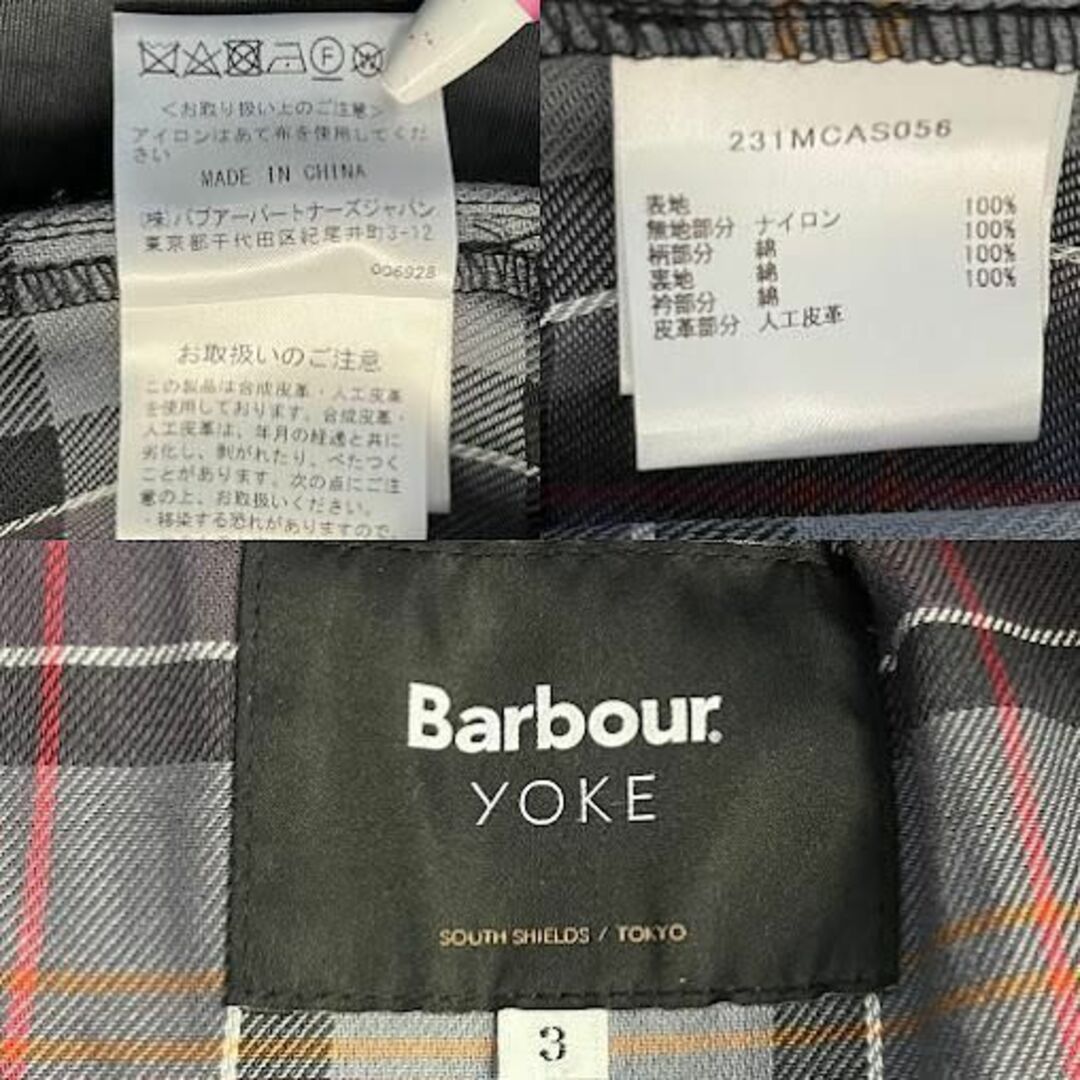 F
W
<お取り扱い上のご注意>
アイロンはあて布を使用してくだ
さい
MADE IN CHINA
(株)バブアーパートナーズジャパン
東京都千代田区紀尾井町3-12
006928
お取扱いのご注意
この製品は合成皮革・人工皮革
を使用しております。合成皮革・
人工皮革は、年月の経過と共に
劣化し、剥がれたり、べたつく
ことがあります。次の点にご注
意の上、お取扱いください。
・移染する恐れがありますので
231MCAS056
表地
無地部分 ナイロン 100%
柄部分 綿 100%
裏地 綿 100%
衿部分 綿 100%
皮革部分 人工皮革
Barbour.
YOKE
SOUTH SHIELDS / TOKYO
3